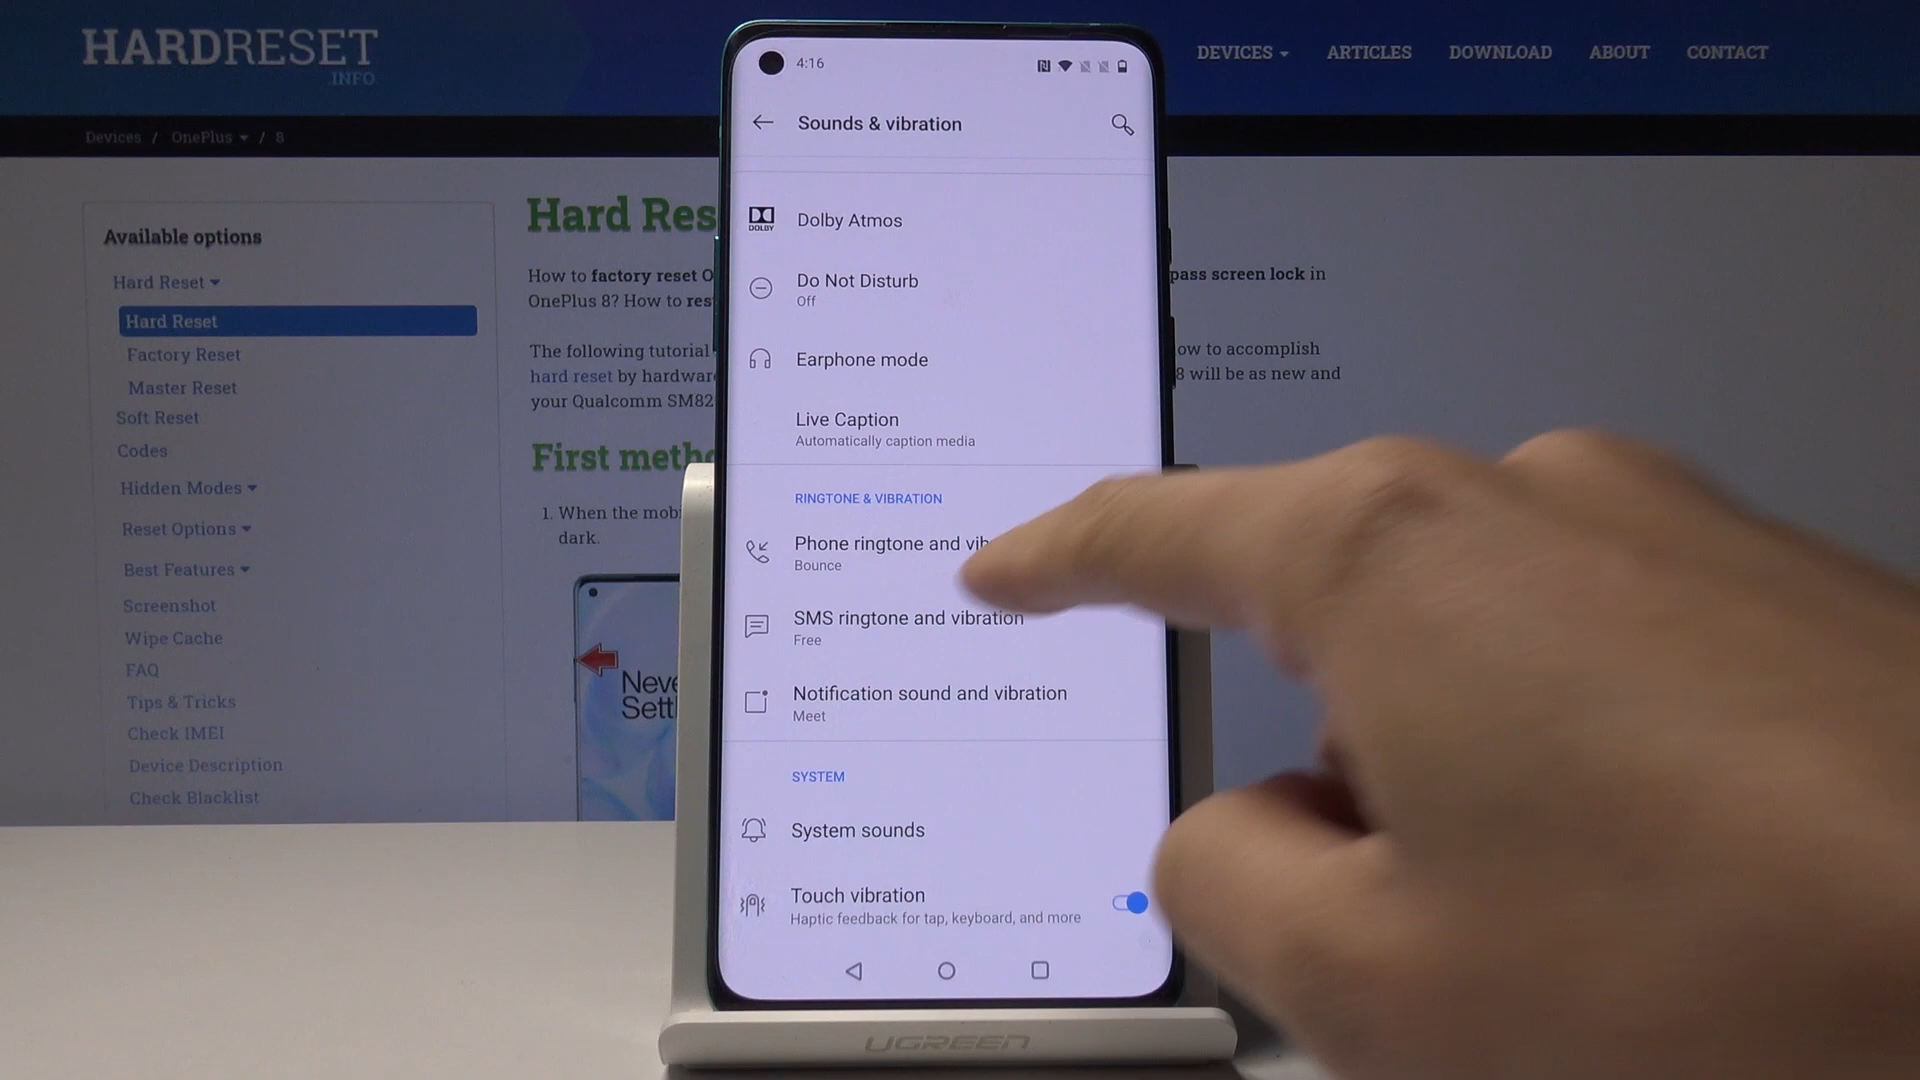 HARDRESET
.INFO
DEVICES
ARTICLES
DOWNLOAD
ABOUT
CONTACT
Devices / OnePlus / 8
Available options
Hard Reset
Hard Reset
Factory Reset
Master Reset
Soft Reset
Codes
Hidden Modes
Reset Options
Best Features
Screenshot
Wipe Cache
FAQ
Tips & Tricks
Check IMEI
Device Description
Check Blacklist
Hard Res
How to factory reset O
pass screen lock in
OnePlus 8? How to res
The following tutorial
ow to accomplish
hard reset by hardware
8 will be as new and
your Qualcomm SM82
First metho
1. When the mobi
dark.
Neve
Settl
4:16
Sounds & vibration
DOLBY
Dolby Atmos
Do Not Disturb
Off
Earphone mode
Live Caption
Automatically caption media
RINGTONE & VIBRATION
Phone ringtone and vib
Bounce
SMS ringtone and vibration
Free
Notification sound and vibration
Meet
SYSTEM
System sounds
Touch vibration
Haptic feedback for tap, keyboard, and more
UGREEN